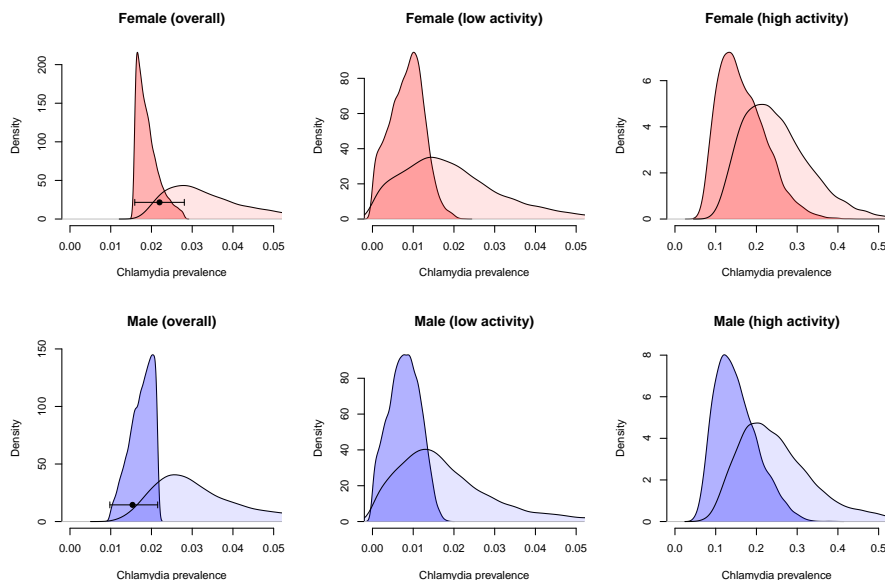 Female (overall)
Female (low activity)
Female (high activity)
Density
200
150
100
50
0
0.00 0.01 0.02 0.03 0.04 0.05
Chlamydia prevalence
Density
80
60
40
20
0
0.00 0.01 0.02 0.03 0.04 0.05
Chlamydia prevalence
Density
6
4
2
0
0.0 0.1 0.2 0.3 0.4 0.5
Chlamydia prevalence
Male (overall)
Male (low activity)
Male (high activity)
Density
150
100
50
0
0.00 0.01 0.02 0.03 0.04 0.05
Chlamydia prevalence
Density
80
60
40
20
0
0.00 0.01 0.02 0.03 0.04 0.05
Chlamydia prevalence
Density
8
6
4
2
0
0.0 0.1 0.2 0.3 0.4 0.5
Chlamydia prevalence